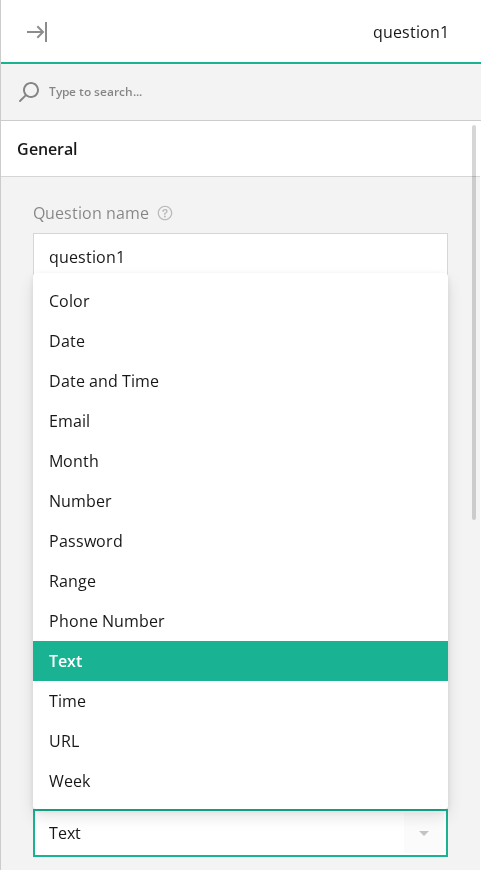 question1
Type to search...
General
Question name
question1
Color
Date
Date and Time
Email
Month
Number
Password
Range
Phone Number
Text
Time
URL
Week
Text